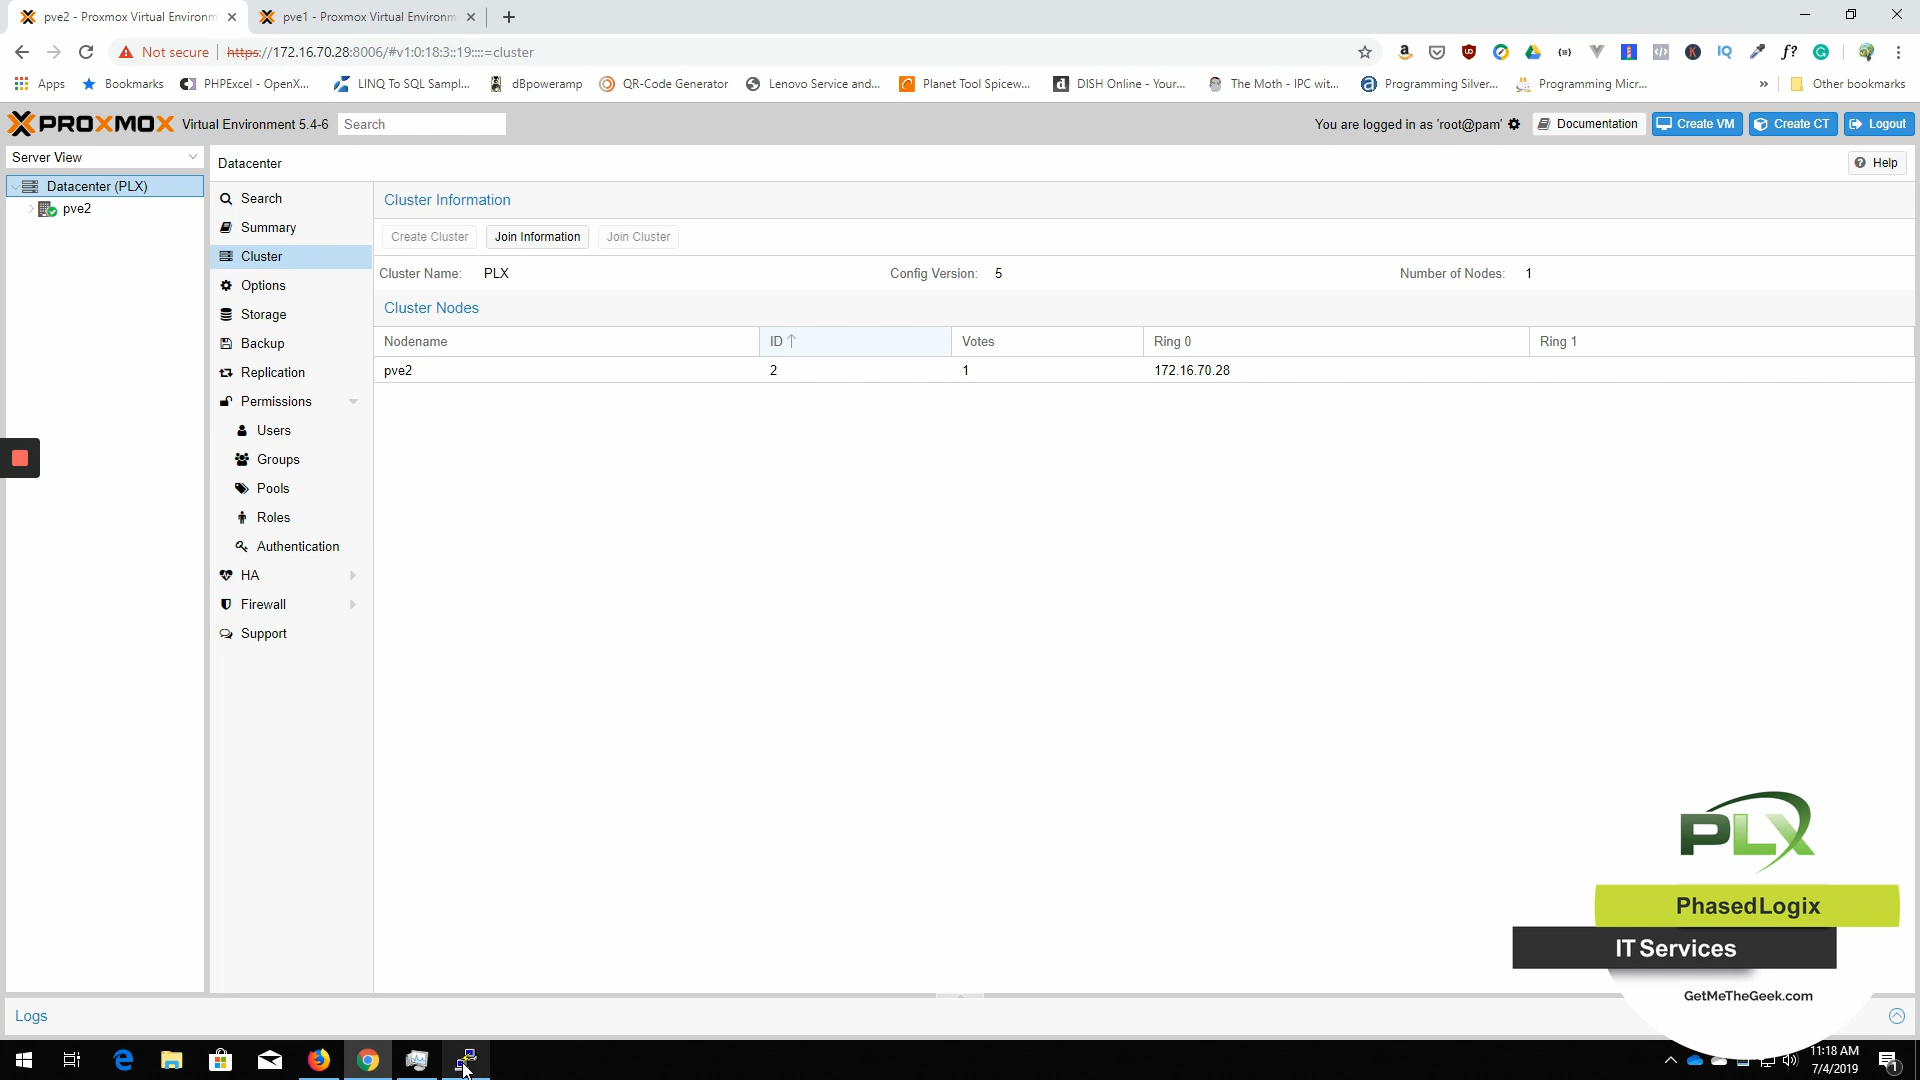 pve2 - Proxmox Virtual Environm
pve1 - Proxmox Virtual Environm
Not secure https://172.16.70.28:8006/#v1:0:18:3::19::::=cluster
Apps Bookmarks PHPExcel - OpenX... LINQ To SQL Sampl... dBpoweramp QR-Code Generator Lenovo Service and... Planet Tool Spicew... DISH Online - Your... The Moth - IPC wit... Programming Silver... Programming Micr... » Other bookmarks
PROXMOX Virtual Environment 5.4-6 Search You are logged in as 'root@pam' Documentation Create VM Create CT Logout
Server View
Datacenter Help
Datacenter (PLX)
pve2
Search
Summary
Cluster
Options
Storage
Backup
Replication
Permissions
Users
Groups
Pools
Roles
Authentication
HA
Firewall
Support
Cluster Information
Create Cluster Join Information Join Cluster
Cluster Name: PLX Config Version: 5 Number of Nodes: 1
Cluster Nodes
Nodename ID Votes Ring 0 Ring 1
pve2 2 1 172.16.70.28
PLX
PhasedLogix
IT Services
GetMeTheGeek.com
Logs
11:18 AM
7/4/2019
1